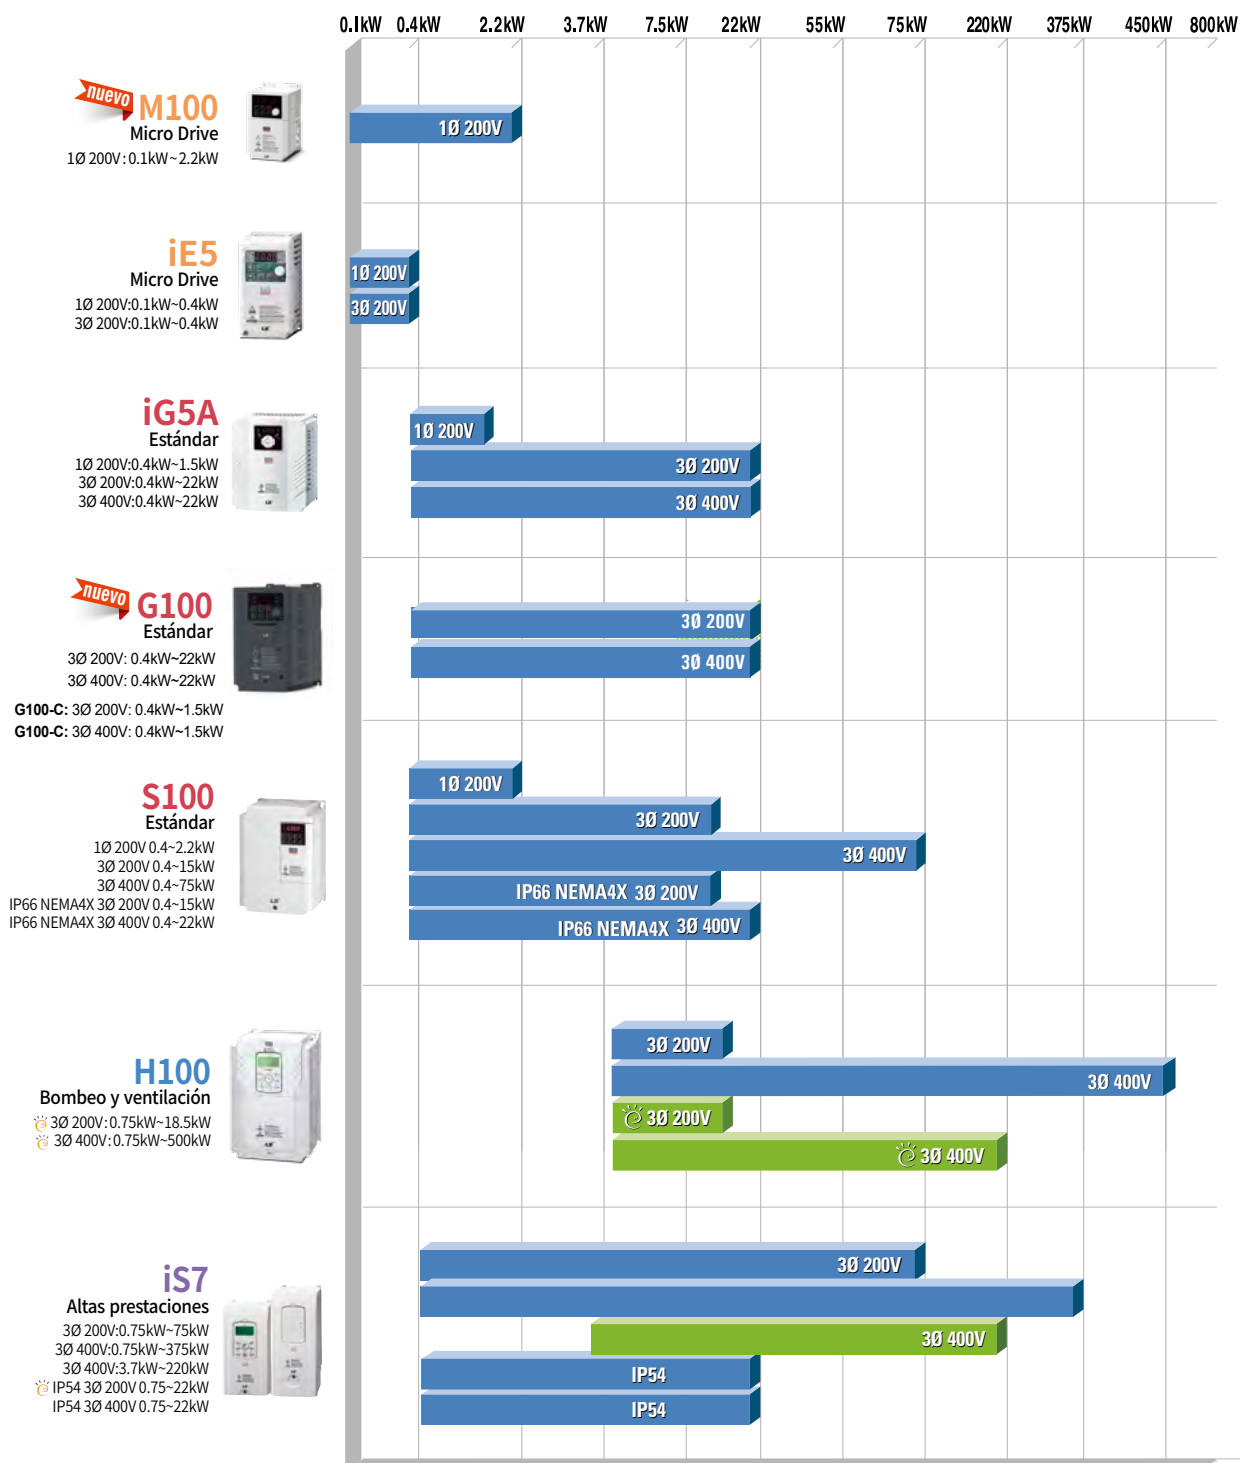 0.1kW 0.4kW 2.2kW 3.7kW 7.5kW 22kW 55kW 75kW 220kW 375kW 450kW 800kW
nuevo
M100
Micro Drive
1Ø 200V: 0.1kW~2.2kW
1Ø 200V
iE5
Micro Drive
1Ø 200V:0.1kW~0.4kW
3Ø 200V:0.1kW~0.4kW
1Ø 200V
3Ø 200V
iG5A
Estándar
1Ø 200V:0.4kW~1.5kW
3Ø 200V:0.4kW~22kW
3Ø 400V:0.4kW~22kW
1Ø 200V
3Ø 200V
3Ø 400V
nuevo
G100
Estándar
3Ø 200V: 0.4kW~22kW
3Ø 400V: 0.4kW~22kW
G100-C: 3Ø 200V: 0.4kW~1.5kW
G100-C: 3Ø 400V: 0.4kW~1.5kW
3Ø 200V
3Ø 400V
S100
Estándar
1Ø 200V 0.4~2.2kW
3Ø 200V 0.4~15kW
3Ø 400V 0.4~75kW
IP66 NEMA4X 3Ø 200V 0.4~15kW
IP66 NEMA4X 3Ø 400V 0.4~22kW
1Ø 200V
3Ø 200V
3Ø 400V
IP66 NEMA4X 3Ø 200V
IP66 NEMA4X 3Ø 400V
H100
Bombeo y ventilación
3Ø 200V:0.75kW~18.5kW
3Ø 400V:0.75kW~500kW
3Ø 200V
3Ø 400V
3Ø 200V
3Ø 400V
iS7
Altas prestaciones
3Ø 200V:0.75kW~75kW
3Ø 400V:0.75kW~375kW
3Ø 400V:3.7kW~220kW
IP54 3Ø 200V 0.75~22kW
IP54 3Ø 400V 0.75~22kW
3Ø 200V
3Ø 400V
IP54
IP54